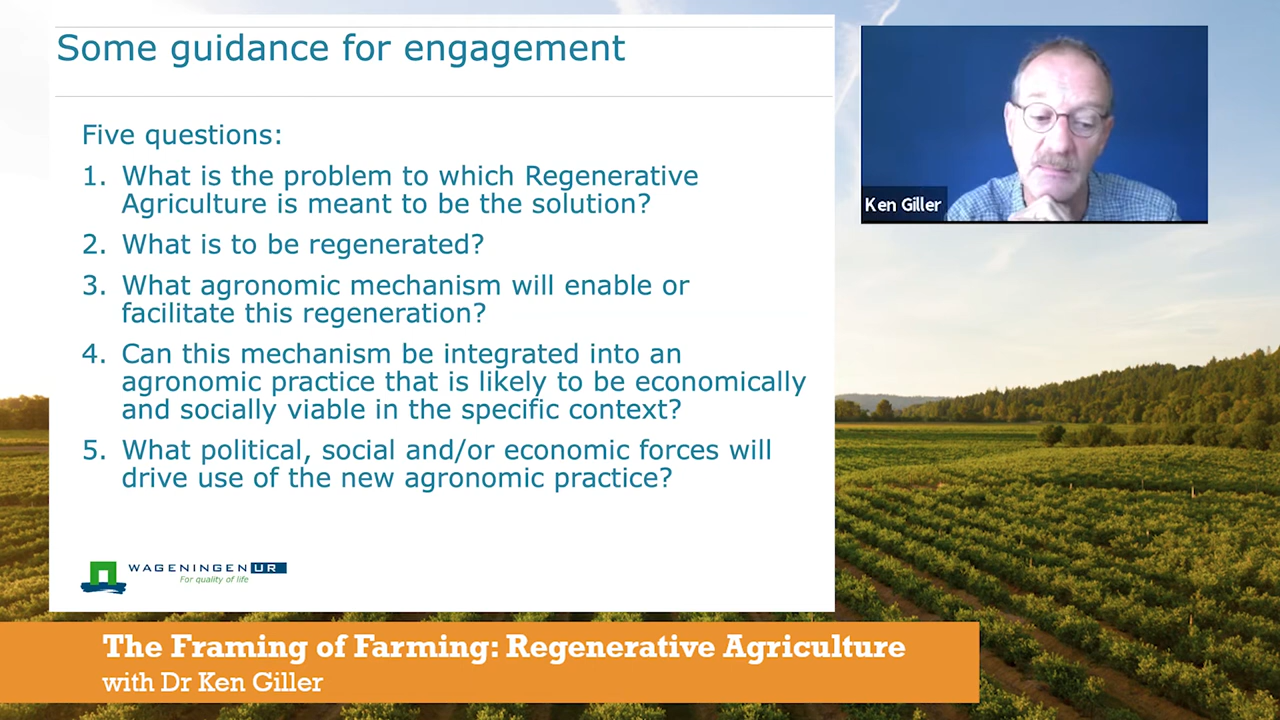 Some guidance for engagement
Five questions:
1. What is the problem to which Regenerative
Agriculture is meant to be the solution?
2. What is to be regenerated?
3. What agronomic mechanism will enable or
facilitate this regeneration?
4. Can this mechanism be integrated into an
agronomic practice that is likely to be economically
and socially viable in the specific context?
5. What political, social and/or economic forces will
drive use of the new agronomic practice?
WAGENINGEN UR
For quality of life
Ken Giller
The Framing of Farming: Regenerative Agriculture
with Dr Ken Giller